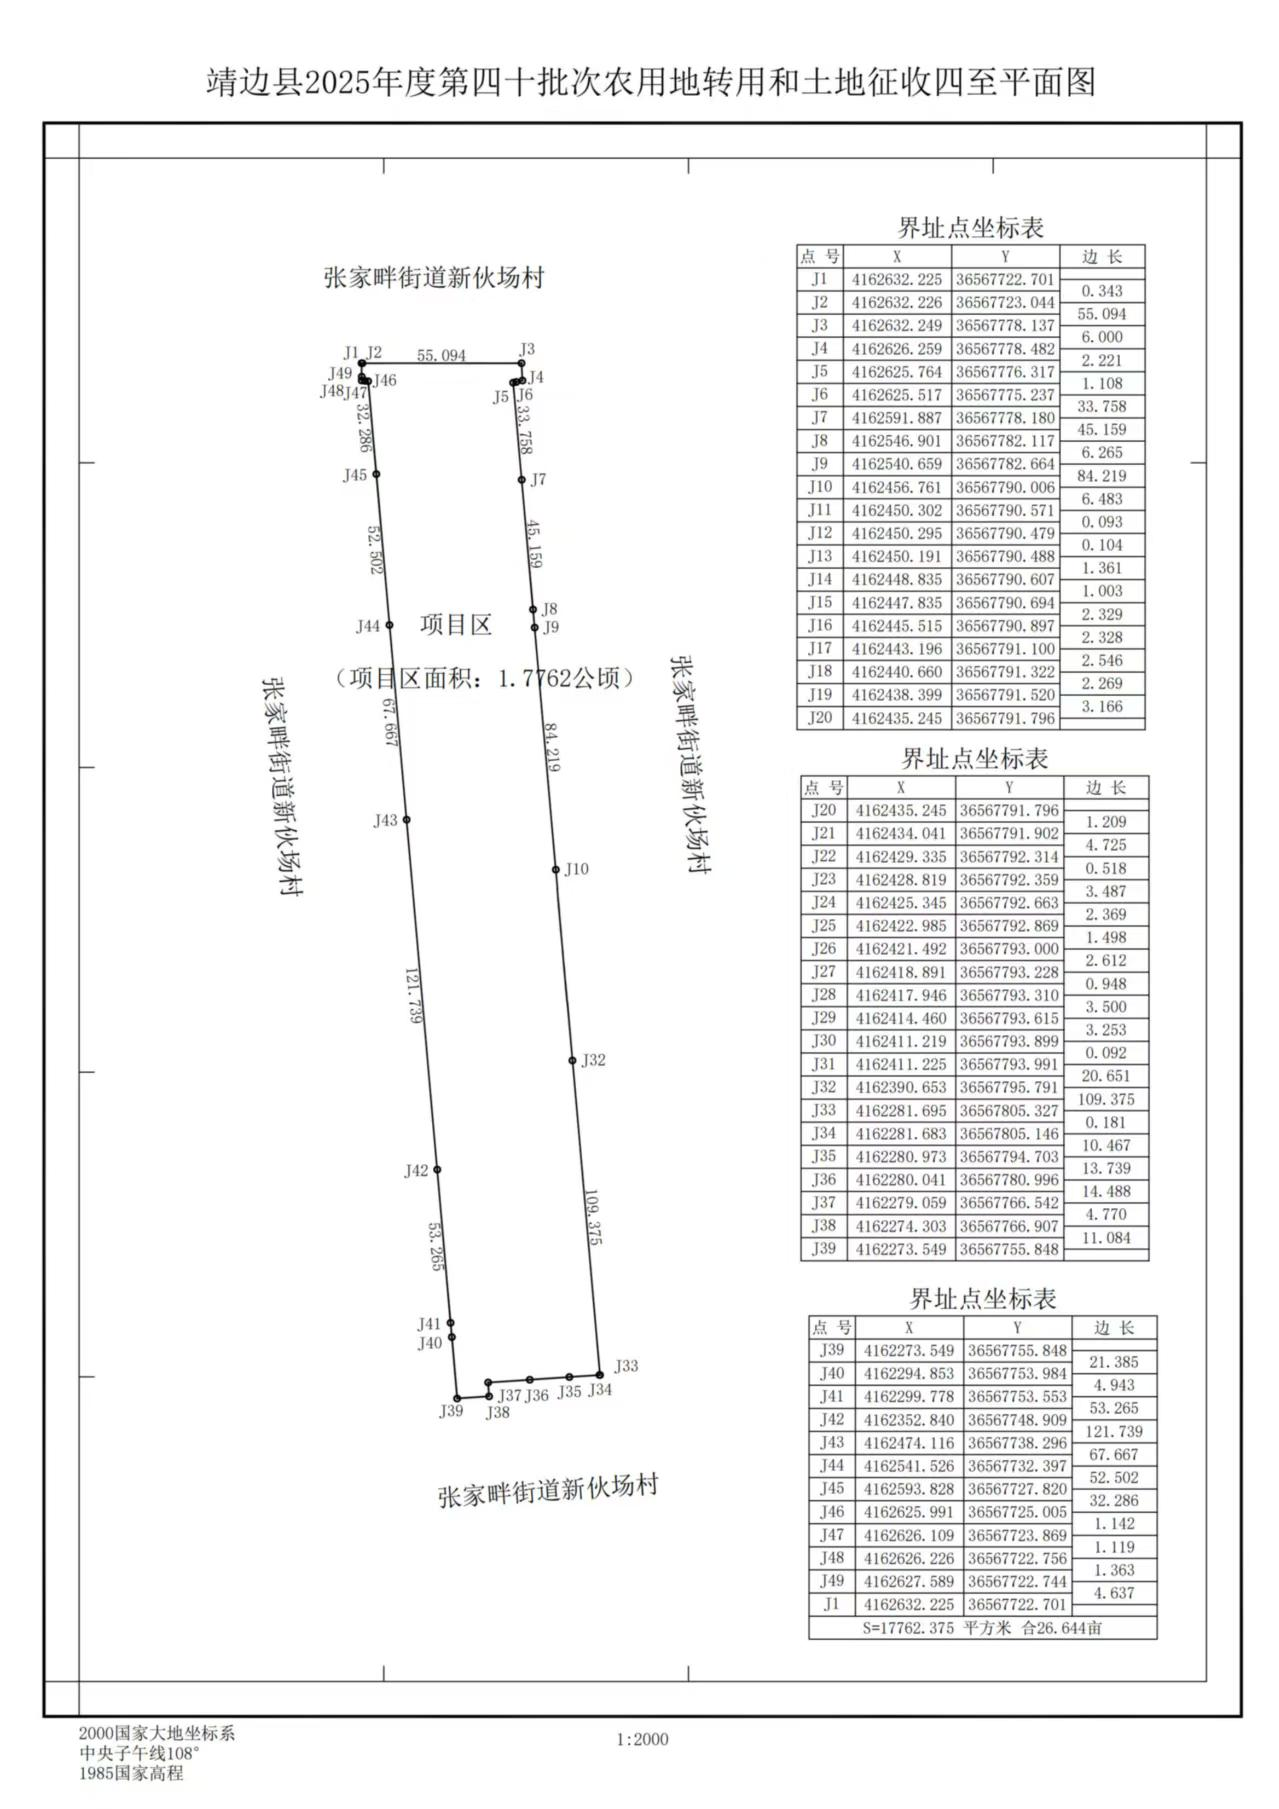 靖边县2025年度第四十批次农用地转用和土地征收四至平面图
张家畔街道新伙场村
J1 J2 55.094 J3
J49 J46 J4
J48 J47 J5 J6
32.286 33.758
J45 J7
52.502 45.159
J8
J44 项目区 J9
（项目区面积：1.7762公顷）
张家畔街道新伙场村
张家畔街道新伙场村
67.667 84.219
J43
J10
121.739
J32
J42
109.375
53.265
J41
J40
J33
J37 J36 J35 J34
J39 J38
张家畔街道新伙场村
界址点坐标表
点 号 X Y 边 长
J1 4162632.225 36567722.701
0.343
J2 4162632.226 36567723.044
55.094
J3 4162632.249 36567778.137
6.000
J4 4162626.259 36567778.482
2.221
J5 4162625.764 36567776.317
1.108
J6 4162625.517 36567775.237
33.758
J7 4162591.887 36567778.180
45.159
J8 4162546.901 36567782.117
6.265
J9 4162540.659 36567782.664
84.219
J10 4162456.761 36567790.006
6.483
J11 4162450.302 36567790.571
0.093
J12 4162450.295 36567790.479
0.104
J13 4162450.191 36567790.488
1.361
J14 4162448.835 36567790.607
1.003
J15 4162447.835 36567790.694
2.329
J16 4162445.515 36567790.897
2.328
J17 4162443.196 36567791.100
2.546
J18 4162440.660 36567791.322
2.269
J19 4162438.399 36567791.520
3.166
J20 4162435.245 36567791.796
界址点坐标表
点 号 X Y 边 长
J20 4162435.245 36567791.796
1.209
J21 4162434.041 36567791.902
4.725
J22 4162429.335 36567792.314
0.518
J23 4162428.819 36567792.359
3.487
J24 4162425.345 36567792.663
2.369
J25 4162422.985 36567792.869
1.498
J26 4162421.492 36567793.000
2.612
J27 4162418.891 36567793.228
0.948
J28 4162417.946 36567793.310
3.500
J29 4162414.460 36567793.615
3.253
J30 4162411.219 36567793.899
0.092
J31 4162411.225 36567793.991
20.651
J32 4162390.653 36567795.791
109.375
J33 4162281.695 36567805.327
0.181
J34 4162281.683 36567805.146
10.467
J35 4162280.973 36567794.703
13.739
J36 4162280.041 36567780.996
14.488
J37 4162279.059 36567766.542
4.770
J38 4162274.303 36567766.907
11.084
J39 4162273.549 36567755.848
界址点坐标表
点 号 X Y 边 长
J39 4162273.549 36567755.848
21.385
J40 4162294.853 36567753.984
4.943
J41 4162299.778 36567753.553
53.265
J42 4162352.840 36567748.909
121.739
J43 4162474.116 36567738.296
67.667
J44 4162541.526 36567732.397
52.502
J45 4162593.828 36567727.820
32.286
J46 4162625.991 36567725.005
1.142
J47 4162626.109 36567723.869
1.119
J48 4162626.226 36567722.756
1.363
J49 4162627.589 36567722.744
4.637
J1 4162632.225 36567722.701
S=17762.375 平方米 合26.644亩
2000国家大地坐标系
中央子午线108°
1985国家高程
1:2000